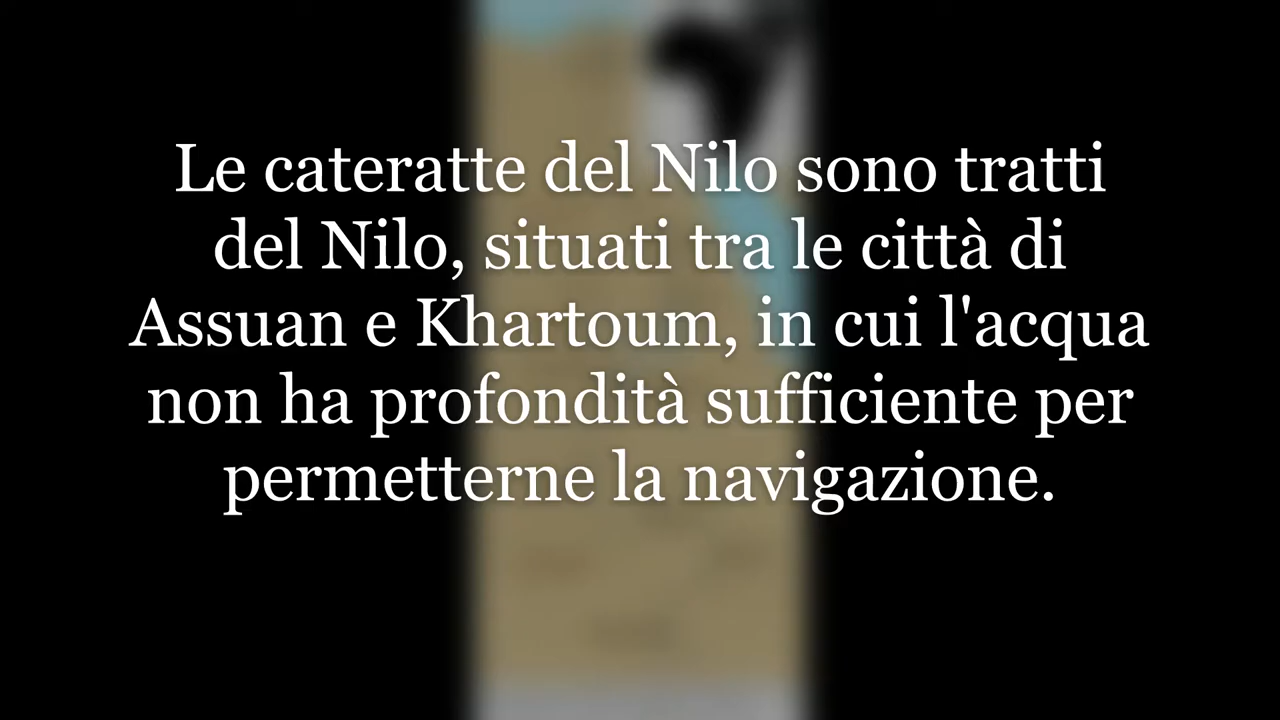 Le cateratte del Nilo sono tratti
del Nilo, situati tra le città di
Assuan e Khartoum, in cui l'acqua
non ha profondità sufficiente per
permetterne la navigazione.